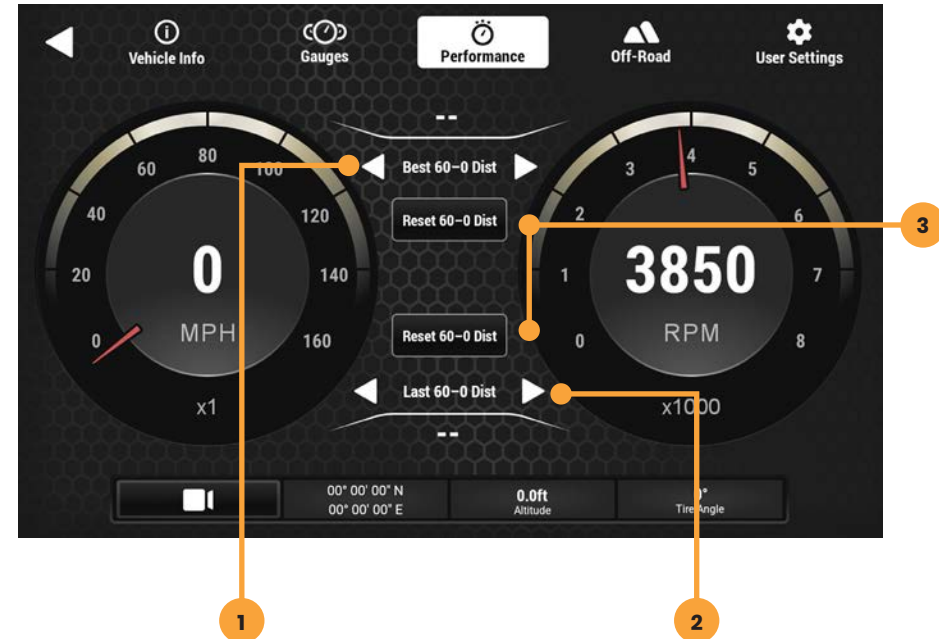 Vehicle Info
Gauges
Performance
Off-Road
User Settings
--
Best 60-0 Dist
Reset 60-0 Dist
Reset 60-0 Dist
Last 60-0 Dist
--
0
20
40
60
80
100
120
140
160
0
MPH
x1
0
1
2
3
4
5
6
7
8
3850
RPM
x1000
00° 00' 00" N
00° 00' 00" E
0.0ft
Altitude
0°
Tire Angle
1
2
3